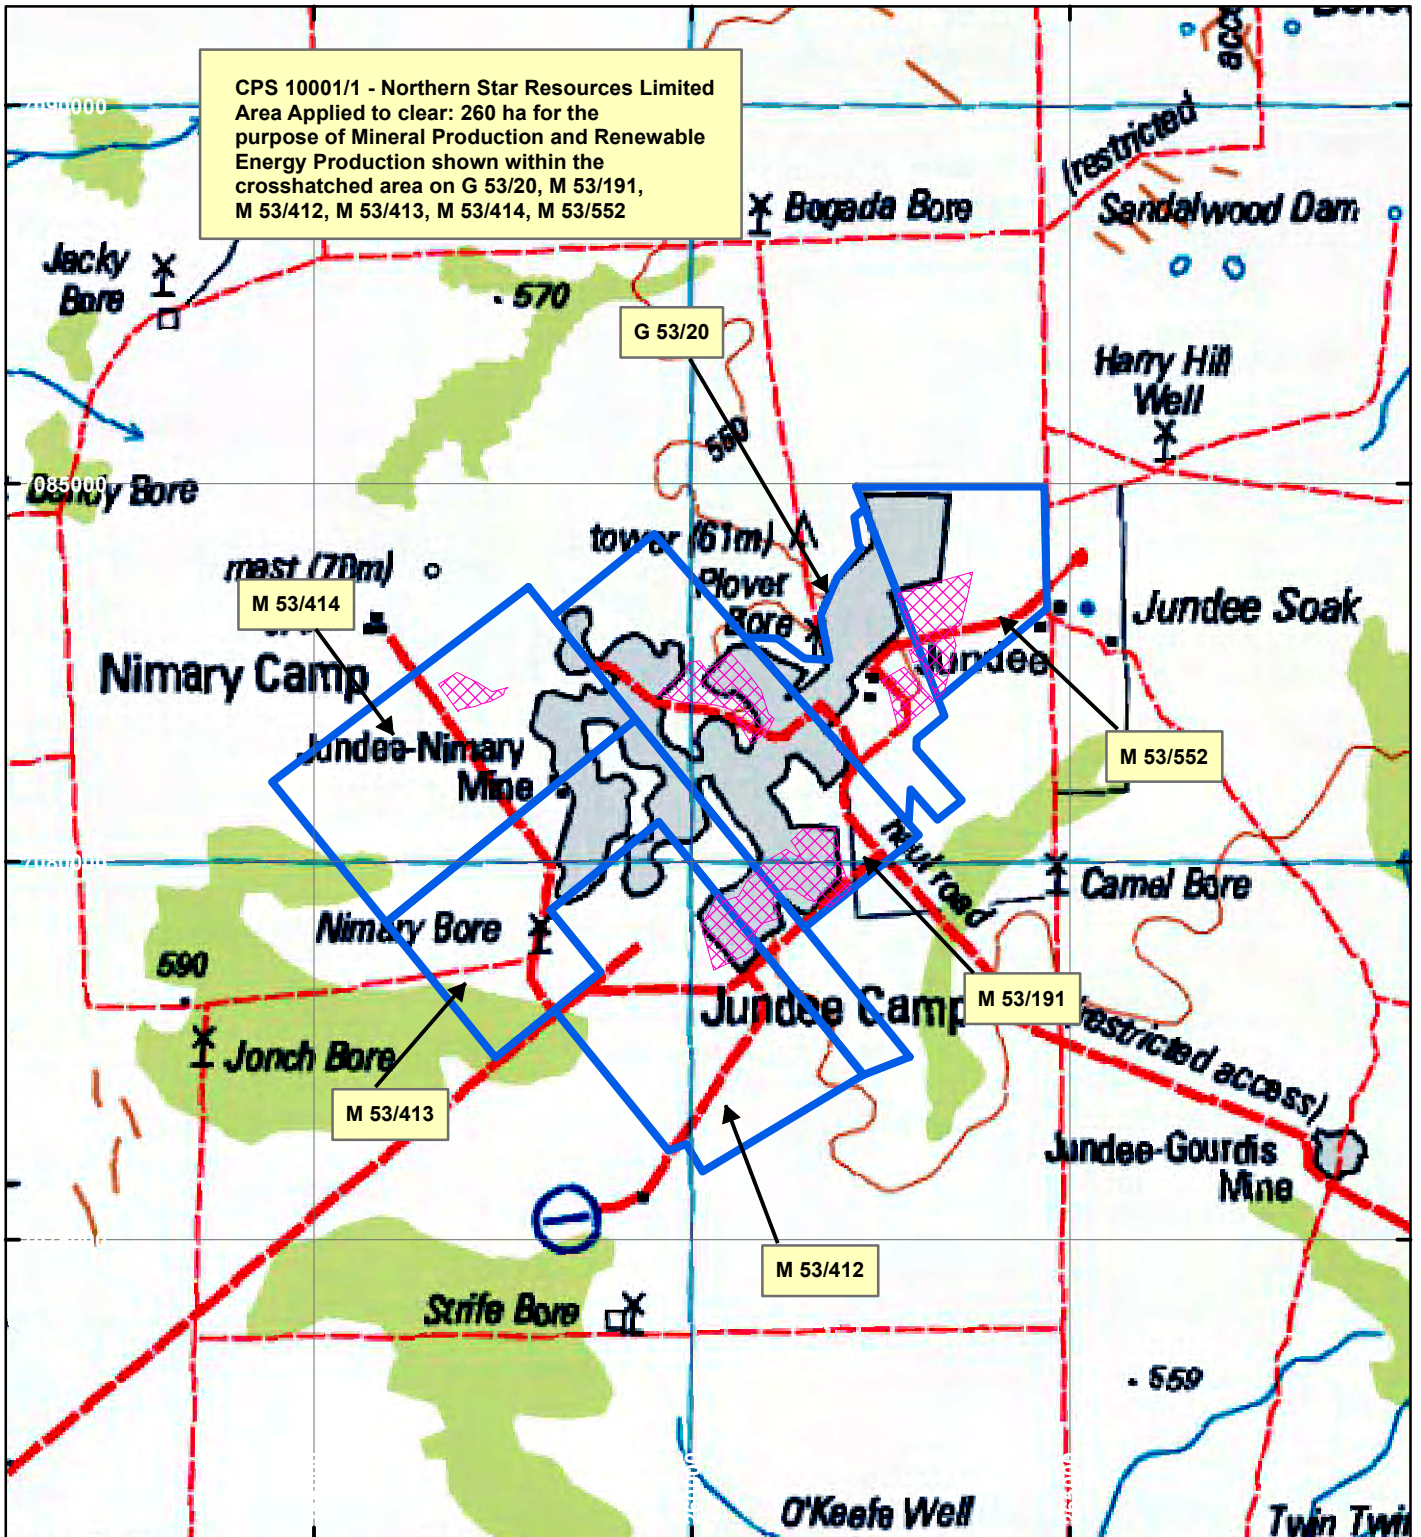 CPS 10001/1 - Northern Star Resources Limited
Area Applied to clear: 260 ha for the
purpose of Mineral Production and Renewable
Energy Production shown within the
crosshatched area on G 53/20, M 53/191,
M 53/412, M 53/413, M 53/414, M 53/552
(restricted
Bogada Bore
Sandalwood Dam
Jacky
Bore
570
G 53/20
Harry Hill
Well
550
7085000
Bore
tower (61m)
mast (70m)
Plover
Bore
M 53/414
Jundee Soak
Nimary Camp
Jundee
Jundee-Nimary
Mine
M 53/552
7080000
haul road
Camel Bore
Nimary Bore
590
M 53/191
Jundee Camp
restricted access)
Jonch Bore
M 53/413
Jundee-Gourdis
Mine
M 53/412
Strife Bore
559
O'Keefe Well
Twin